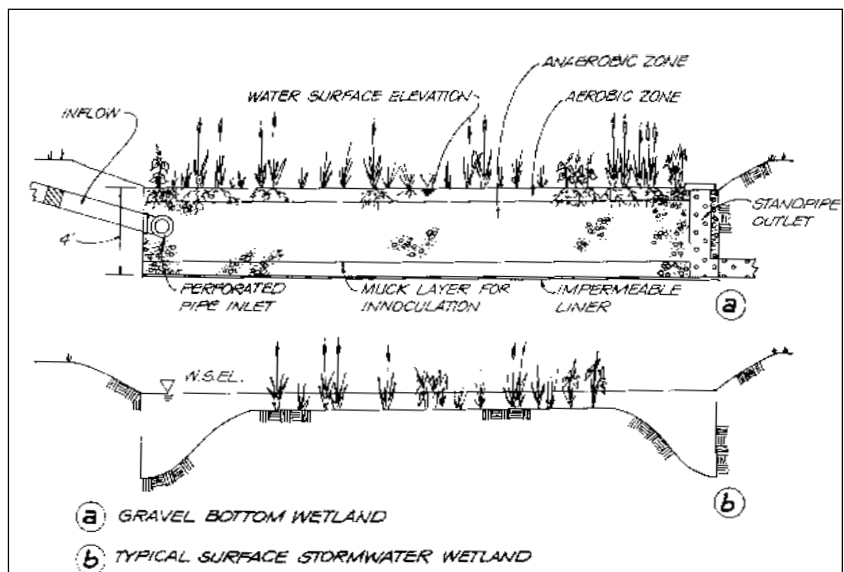 ANAEROBIC ZONE
WATER SURFACE ELEVATION
AEROBIC ZONE
INFLOW
STANDPIPE
OUTLET
4'
PERFORATED
PIPE INLET
MUCK LAYER FOR
INNOCULATION
IMPERMEABLE
LINER
a
W.S.EL.
b
a GRAVEL BOTTOM WETLAND
b TYPICAL SURFACE STORMWATER WETLAND